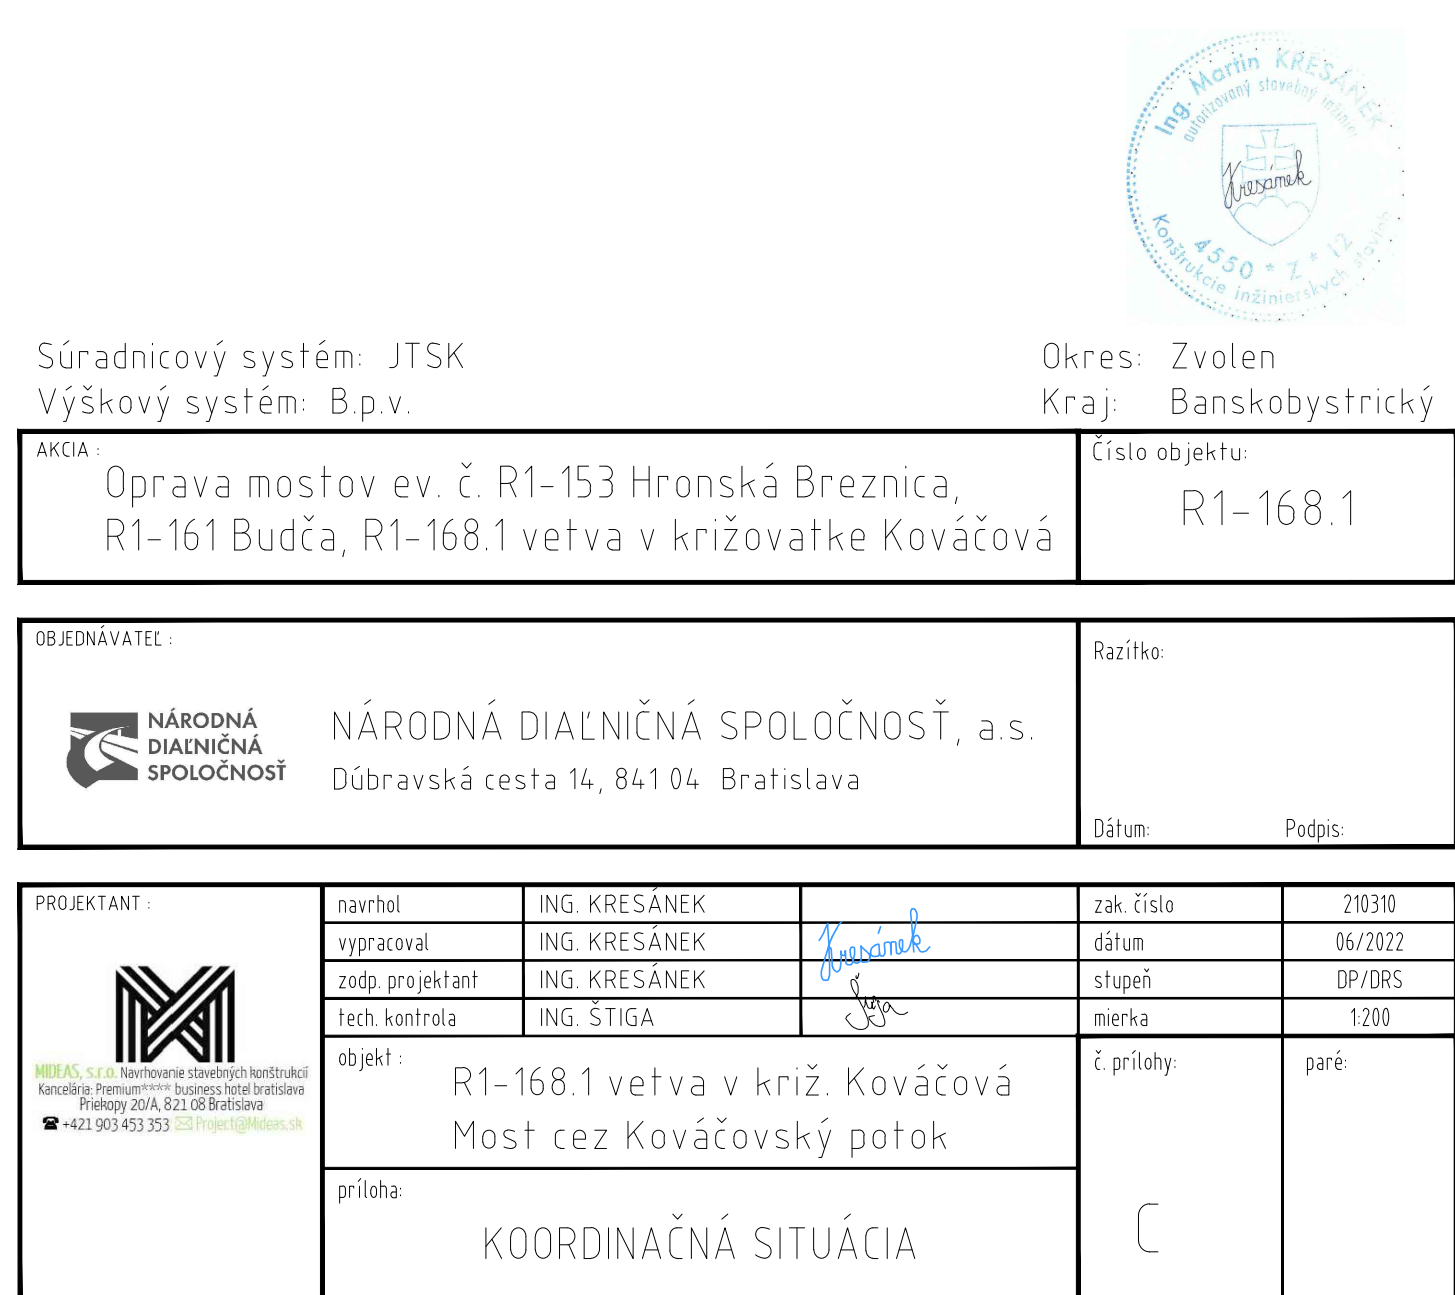 Ing. Martin KRESÁNEK
autorizovaný stavebný inžinier
Kresánek
4550 * Z * 12
Konštrukcie inžinierskych stavieb
Súradnicový systém: JTSK
Okres: Zvolen
Výškový systém: B.p.v.
Kraj: Banskobystrický
AKCIA :
Oprava mostov ev. č. R1-153 Hronská Breznica,
R1-161 Budča, R1-168.1 vetva v križovatke Kováčová
Číslo objektu:
R1-168.1
OBJEDNÁVATEĽ :
NÁRODNÁ
DIAĽNIČNÁ
SPOLOČNOSŤ
NÁRODNÁ DIAĽNIČNÁ SPOLOČNOSŤ, a.s.
Dúbravská cesta 14, 841 04 Bratislava
Razítko:
Dátum: Podpis:
PROJEKTANT :
MIDEAS, s.r.o. Navrhovanie stavebných konštrukcií
Kancelária: Premium**** business hotel bratislava
Priekopy 20/A, 821 08 Bratislava
☎ +421 903 453 353 ✉ Project@Mideas.sk
navrhol ING. KRESÁNEK zak. číslo 210310
vypracoval ING. KRESÁNEK Kresánek dátum 06/2022
zodp. projektant ING. KRESÁNEK stupeň DP/DRS
tech. kontrola ING. ŠTIGA mierka 1:200
objekt :
R1-168.1 vetva v križ. Kováčová
Most cez Kováčovský potok
č. prílohy:
paré:
príloha:
KOORDINAČNÁ SITUÁCIA
C